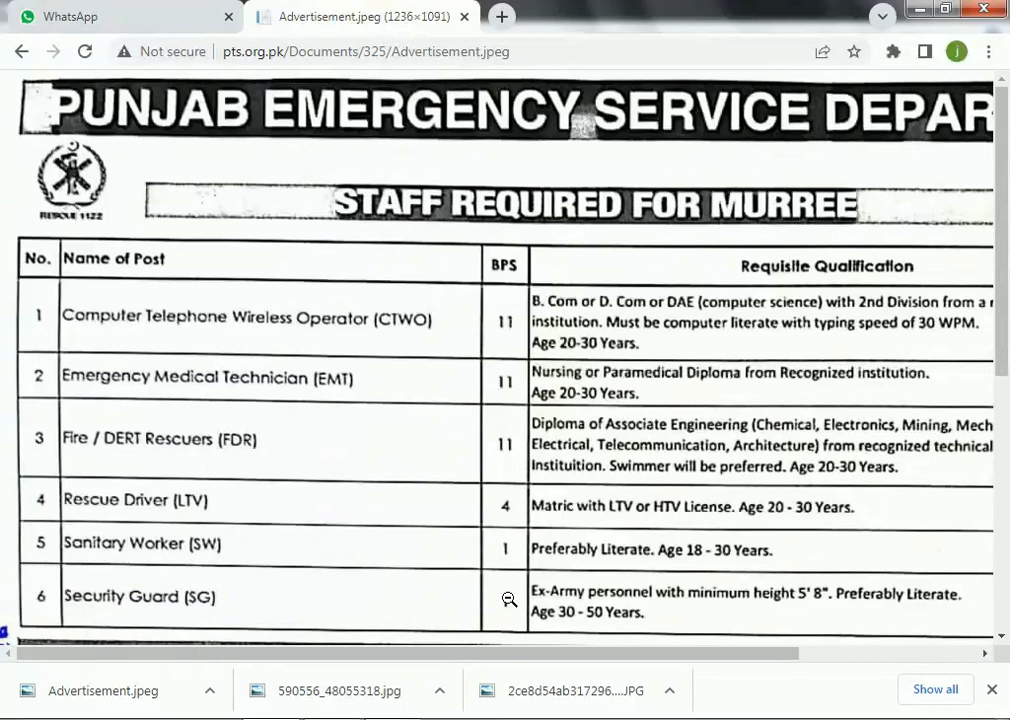 WhatsApp
Advertisement.jpeg (1236×1091)
Not secure
pts.org.pk/Documents/325/Advertisement.jpeg
j
PUNJAB EMERGENCY SERVICE DEPAR
RESCUE 1122
STAFF REQUIRED FOR MURREE
No. Name of Post BPS Requisite Qualification
1 Computer Telephone Wireless Operator (CTWO) 11
B. Com or D. Com or DAE (computer science) with 2nd Division from a
institution. Must be computer literate with typing speed of 30 WPM.
Age 20-30 Years.
2 Emergency Medical Technician (EMT) 11
Nursing or Paramedical Diploma from Recognized institution.
Age 20-30 Years.
3 Fire / DERT Rescuers (FDR) 11
Diploma of Associate Engineering (Chemical, Electronics, Mining, Mech
Electrical, Telecommunication, Architecture) from recognized technical
Instituition. Swimmer will be preferred. Age 20-30 Years.
4 Rescue Driver (LTV) 4 Matric with LTV or HTV License. Age 20 - 30 Years.
5 Sanitary Worker (SW) 1 Preferably Literate. Age 18 - 30 Years.
6 Security Guard (SG)
Ex-Army personnel with minimum height 5' 8". Preferably Literate.
Age 30 - 50 Years.
Advertisement.jpeg
590556_48055318.jpg
2ce8d54ab317296....JPG
Show all